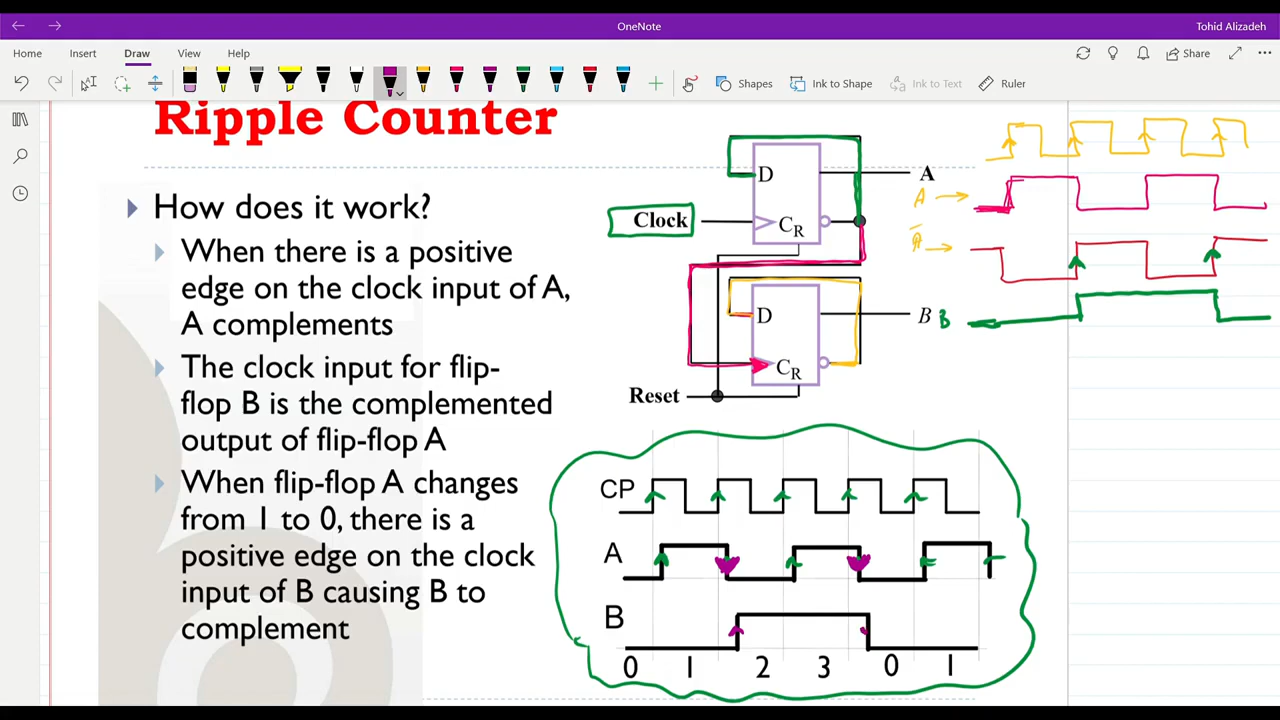 OneNote
Tohid Alizadeh
Home
Insert
Draw
View
Help
Share
Shapes
Ink to Shape
Ink to Text
Ruler
Ripple Counter
How does it work?
When there is a positive
edge on the clock input of A,
A complements
The clock input for flip-
flop B is the complemented
output of flip-flop A
When flip-flop A changes
from 1 to 0, there is a
positive edge on the clock
input of B causing B to
complement
D
A
Clock
CR
D
B B
CR
Reset
A
Ā
CP
A
B
0 1 2 3 0 1